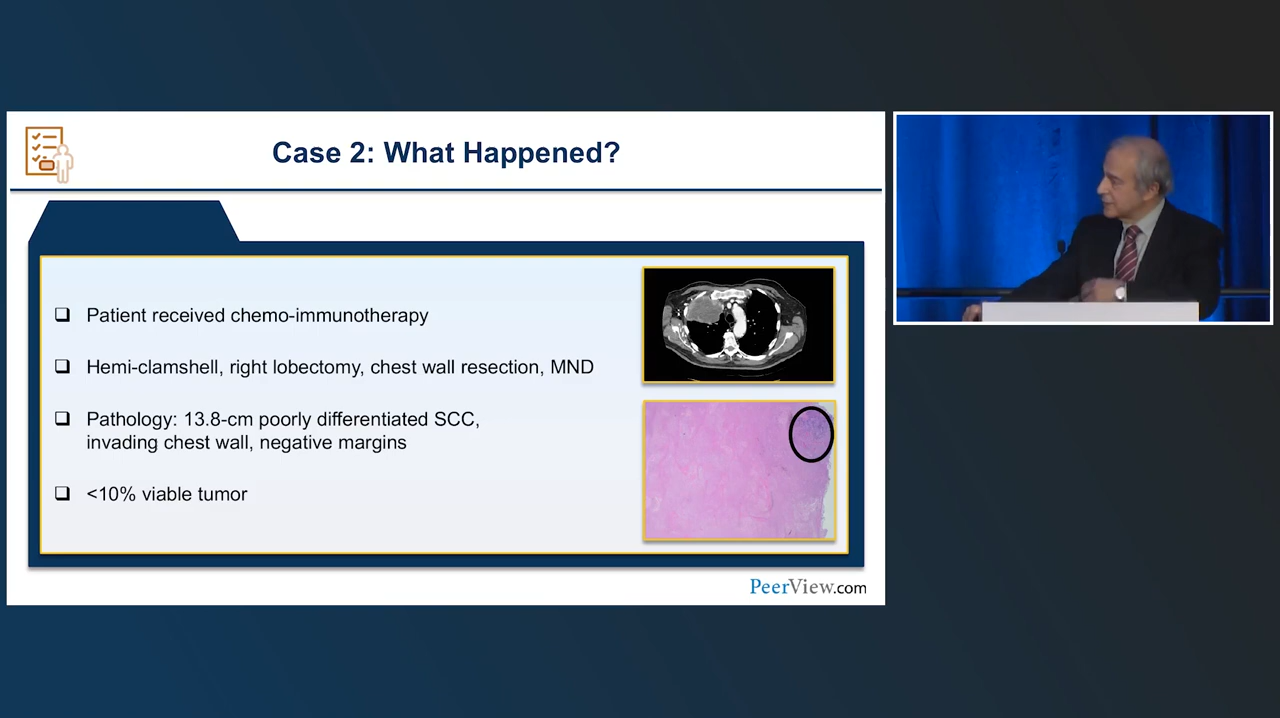 Case 2: What Happened?
Patient received chemo-immunotherapy
Hemi-clamshell, right lobectomy, chest wall resection, MND
Pathology: 13.8-cm poorly differentiated SCC,
invading chest wall, negative margins
<10% viable tumor
PeerView.com